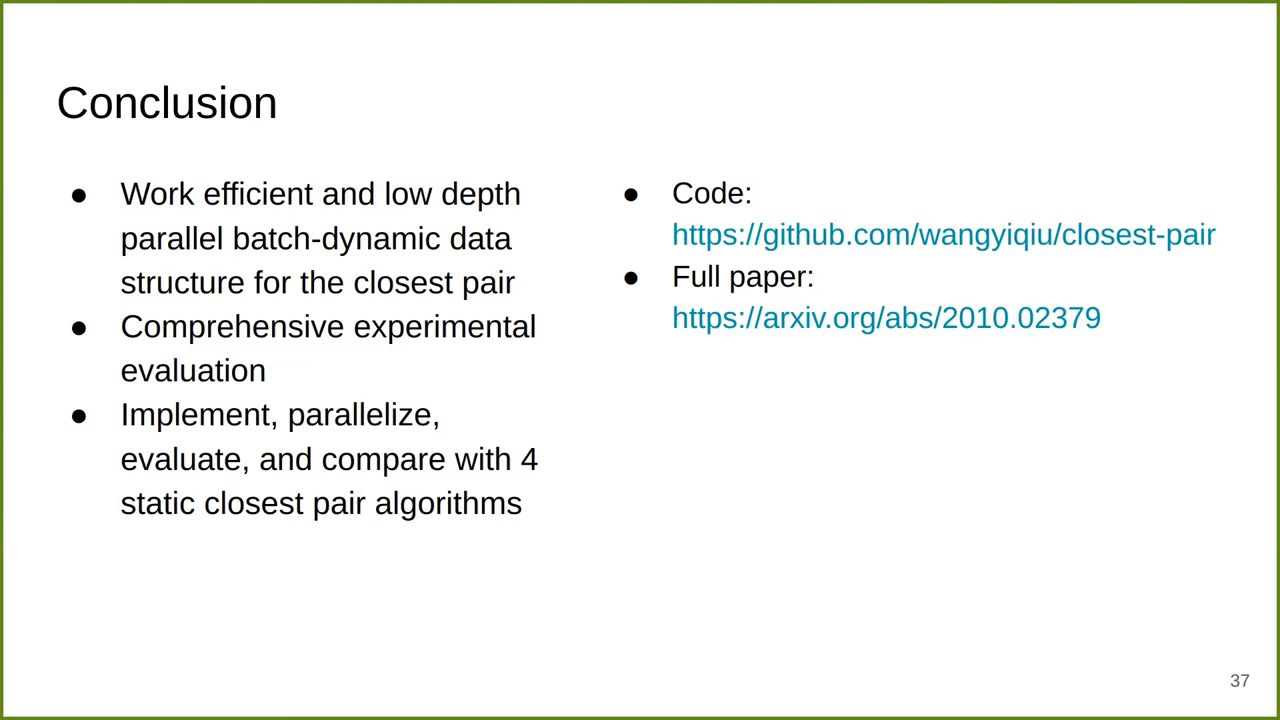 Conclusion
● Work efficient and low depth
parallel batch-dynamic data
structure for the closest pair
● Comprehensive experimental
evaluation
● Implement, parallelize,
evaluate, and compare with 4
static closest pair algorithms
● Code:
https://github.com/wangyiqiu/closest-pair
● Full paper:
https://arxiv.org/abs/2010.02379
37